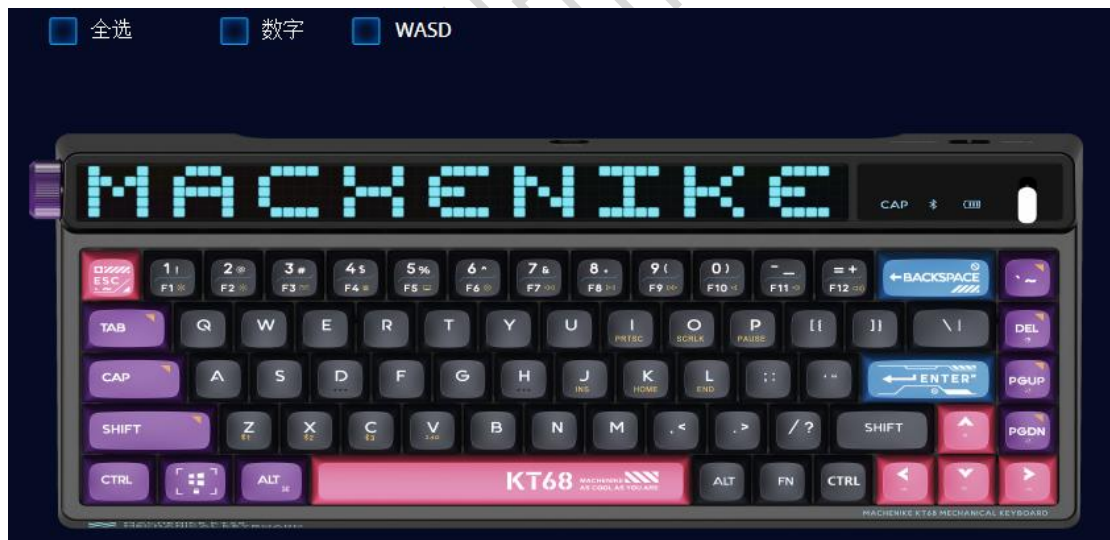 全选 数字 WASD
MACHENIKE
CAP
ESC 1 ! 2 @ 3 # 4 $ 5 % 6 ^ 7 & 8 9 ( 0 ) - _ = + ←BACKSPACE ` ~
F1 F2 F3 F4 F5 F6 F7 F8 F9 F10 F11 F12
TAB Q W E R T Y U I O P [ { ] } \ | DEL
PRTSC SCRLK PAUSE
CAP A S D F G H J K L ENTER PGUP
INS HOME END
SHIFT Z X C V B N M , < . > / ? SHIFT PGDN
CTRL ALT KT68 MACHENIKE ALT FN CTRL
AS COOL AS YOU ARE
MACHENIKE KT68 MECHANICAL KEYBOARD